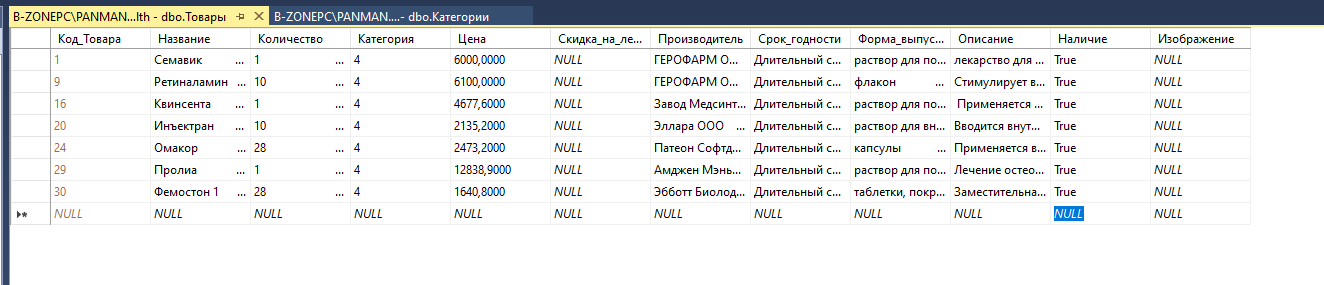 B-ZONEPC\PANMAN...lth - dbo.Товары B-ZONEPC\PANMAN....- dbo.Категории
Код_Товара Название Количество Категория Цена Скидка_на_ле... Производитель Срок_годности Форма_выпус... Описание Наличие Изображение
1 Семавик ... 1 ... 4 6000,0000 NULL ГЕРОФАРМ О... Длительный с... раствор для по... лекарство для ... True NULL
9 Ретиналамин ... 10 ... 4 6100,0000 NULL ГЕРОФАРМ О... Длительный с... флакон ... Стимулирует в... True NULL
16 Квинсента ... 1 ... 4 4677,6000 NULL Завод Медсинт... Длительный с... раствор для по... Применяется ... True NULL
20 Инъектран ... 10 ... 4 2135,2000 NULL Эллара ООО ... Длительный с... раствор для вн... Вводится внут... True NULL
24 Омакор ... 28 ... 4 2473,2000 NULL Патеон Софтд... Длительный с... капсулы ... Применяется в... True NULL
29 Пролиа ... 1 ... 4 12838,9000 NULL Амджен Мэнь... Длительный с... раствор для по... Лечение остео... True NULL
30 Фемостон 1 ... 28 ... 4 1640,8000 NULL Эбботт Биолод... Длительный с... таблетки, покр... Заместительна... True NULL
NULL NULL NULL NULL NULL NULL NULL NULL NULL NULL NULL NULL